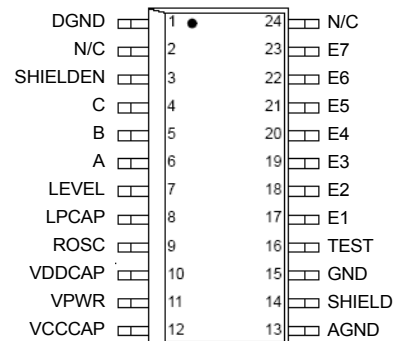 DGND 1 24 N/C
N/C 2 23 E7
SHIELDEN 3 22 E6
C 4 21 E5
B 5 20 E4
A 6 19 E3
LEVEL 7 18 E2
LPCAP 8 17 E1
ROSC 9 16 TEST
VDDCAP 10 15 GND
VPWR 11 14 SHIELD
VCCCAP 12 13 AGND